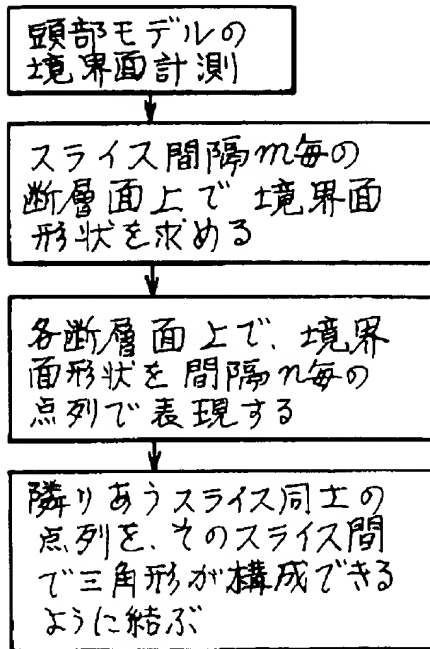 頭部モデルの
境界面計測
スライス間隔m毎の
断層面上で境界面
形状を求める
各断層面上で、境界
面形状を間隔n毎の
点列で表現する
隣りあうスライス同士の
点列を、そのスライス間
で三角形が構成できる
ように結ぶ